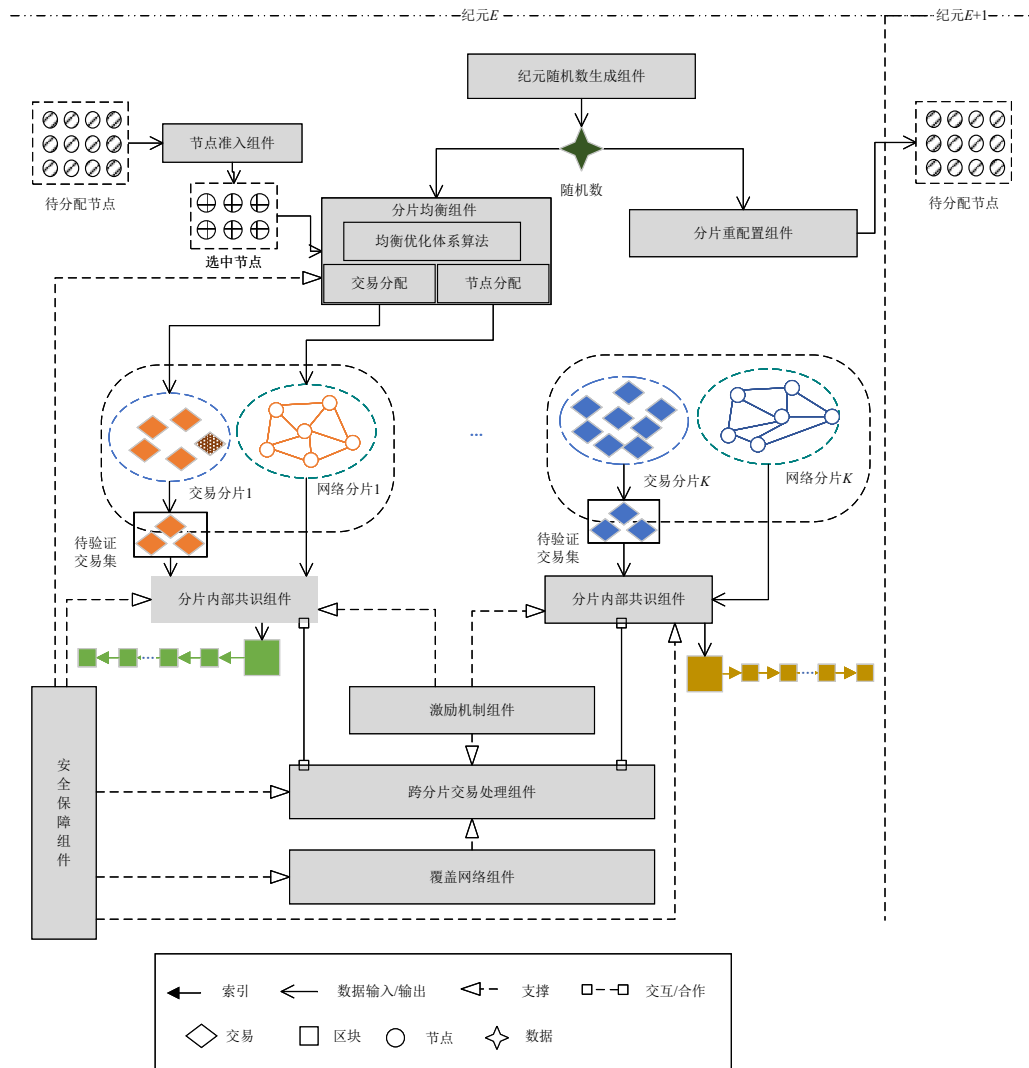 纪元E
纪元E+1
纪元随机数生成组件
节点准入组件
随机数
待分配节点
待分配节点
分片均衡组件
均衡优化体系算法
分片重配置组件
选中节点
交易分配
节点分配
...
交易分片1
网络分片1
交易分片K
网络分片K
待验证
交易集
待验证
交易集
分片内部共识组件
分片内部共识组件
激励机制组件
安全保障组件
跨分片交易处理组件
覆盖网络组件
索引
数据输入/输出
支撑
交互/合作
交易
区块
节点
数据